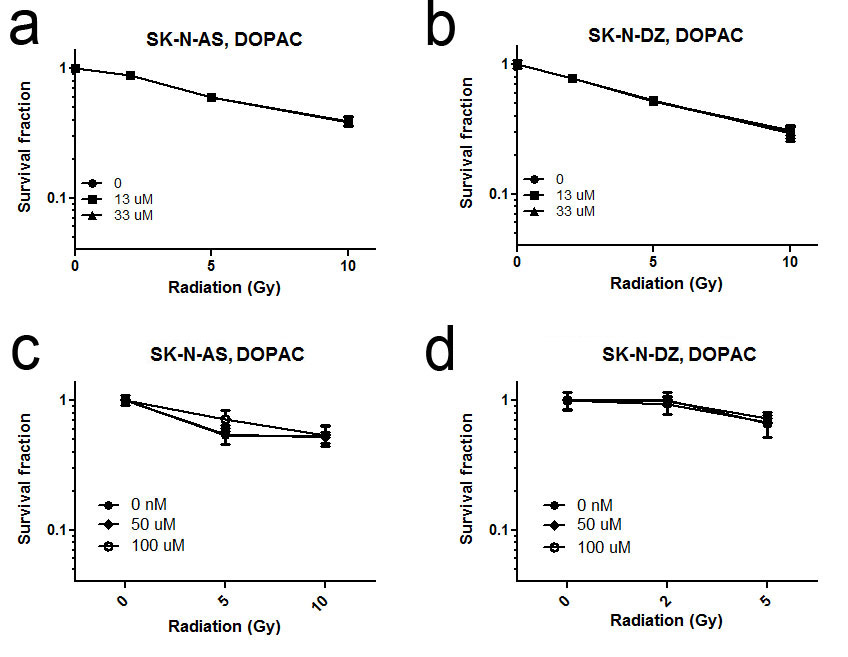 a
SK-N-AS, DOPAC
Survival fraction
1
0.1
0
13 uM
33 uM
0 5 10
Radiation (Gy)
b
SK-N-DZ, DOPAC
Survival fraction
1
0.1
0
13 uM
33 uM
0 5 10
Radiation (Gy)
c
SK-N-AS, DOPAC
Survival fraction
1
0.1
0 nM
50 uM
100 uM
0 5 10
Radiation (Gy)
d
SK-N-DZ, DOPAC
Survival fraction
1
0.1
0 nM
50 uM
100 uM
0 2 5
Radiation (Gy)